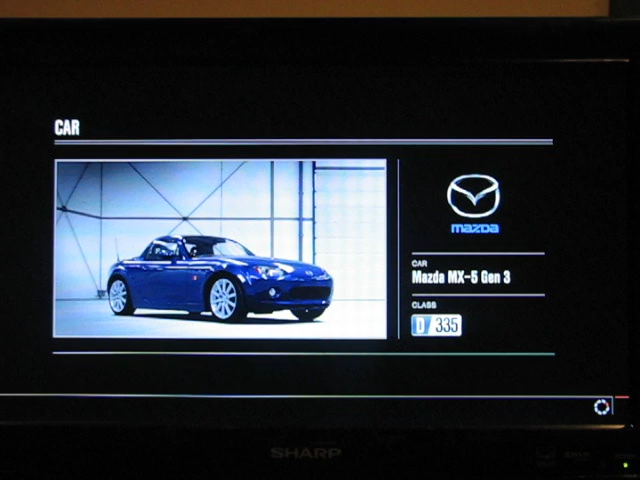 CAR
mazda
CAR
Mazda MX-5 Gen 3
CLASS
D 335
SHARP